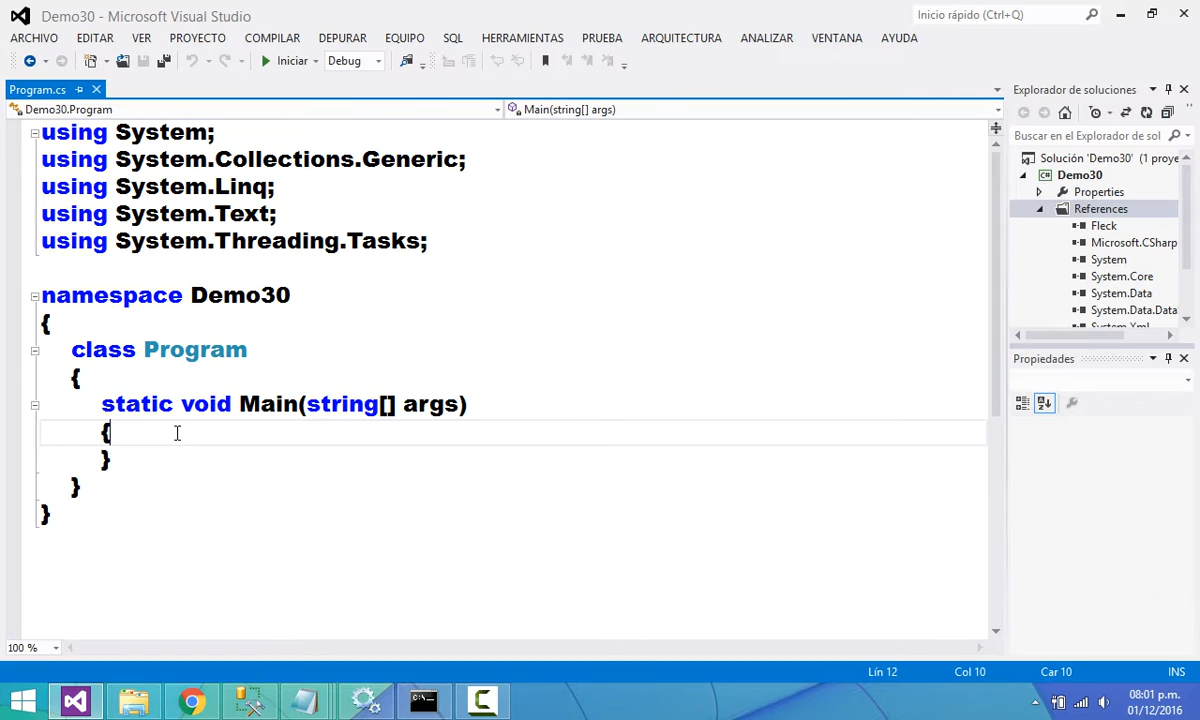 Demo30 - Microsoft Visual Studio
Inicio rápido (Ctrl+Q)
ARCHIVO EDITAR VER PROYECTO COMPILAR DEPURAR EQUIPO SQL HERRAMIENTAS PRUEBA ARQUITECTURA ANALIZAR VENTANA AYUDA
Iniciar Debug
Program.cs
Explorador de soluciones
Demo30.Program Main(string[] args)
Buscar en el Explorador de sol
using System;
using System.Collections.Generic;
using System.Linq;
using System.Text;
using System.Threading.Tasks;
namespace Demo30
{
class Program
{
static void Main(string[] args)
{
}
}
}
Solución 'Demo30' (1 proye
C# Demo30
Properties
References
Fleck
Microsoft.CSharp
System
System.Core
System.Data
System.Data.Data
System.Xml
Propiedades
100 %
Lín 12 Col 10 Car 10 INS
C:\
08:01 p.m.
01/12/2016